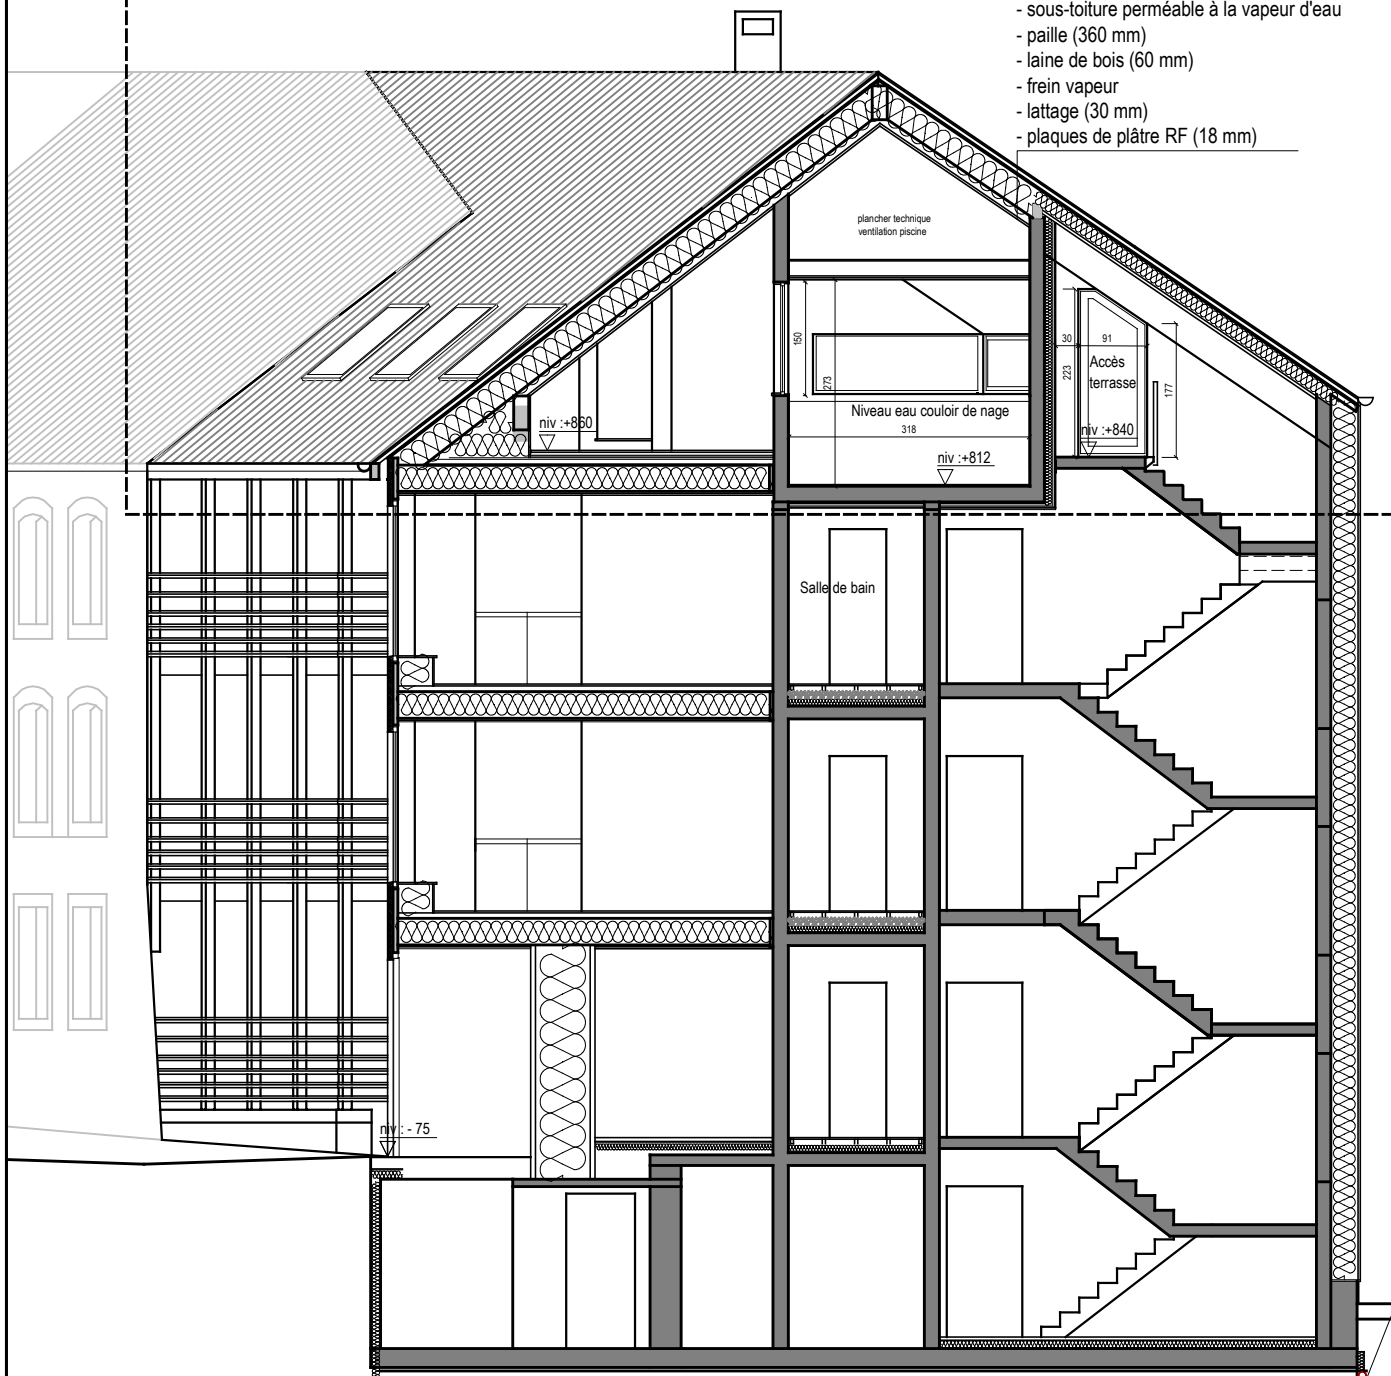 - sous-toiture perméable à la vapeur d'eau
- paille (360 mm)
- laine de bois (60 mm)
- frein vapeur
- lattage (30 mm)
- plaques de plâtre RF (18 mm)
plancher technique
ventilation piscine
150
273
30
91
223
177
Accès
terrasse
Niveau eau couloir de nage
318
niv :+860
niv :+840
niv :+812
Salle de bain
niv : - 75